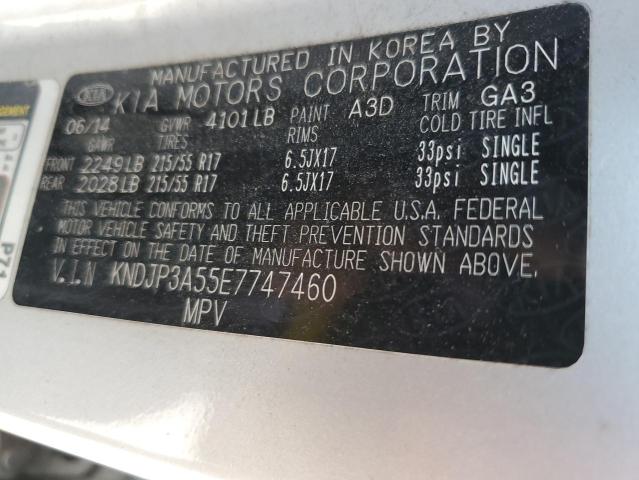 MANUFACTURED IN KOREA BY
KIA KIA MOTORS CORPORATION
06/14 GVWR 4101LB PAINT A3D TRIM GA3
GAWR TIRES RIMS COLD TIRE INFL
FRONT 2249LB 215/55 R17 6.5JX17 33psi SINGLE
REAR 2028LB 215/55 R17 6.5JX17 33psi SINGLE
THIS VEHICLE CONFORMS TO ALL APPLICABLE U.S.A. FEDERAL
MOTOR VEHICLE SAFETY AND THEFT PREVENTION STANDARDS
IN EFFECT ON THE DATE OF MANUFACTURE SHOWN ABOVE.
V.I.N KNDJP3A55E7747460
MPV